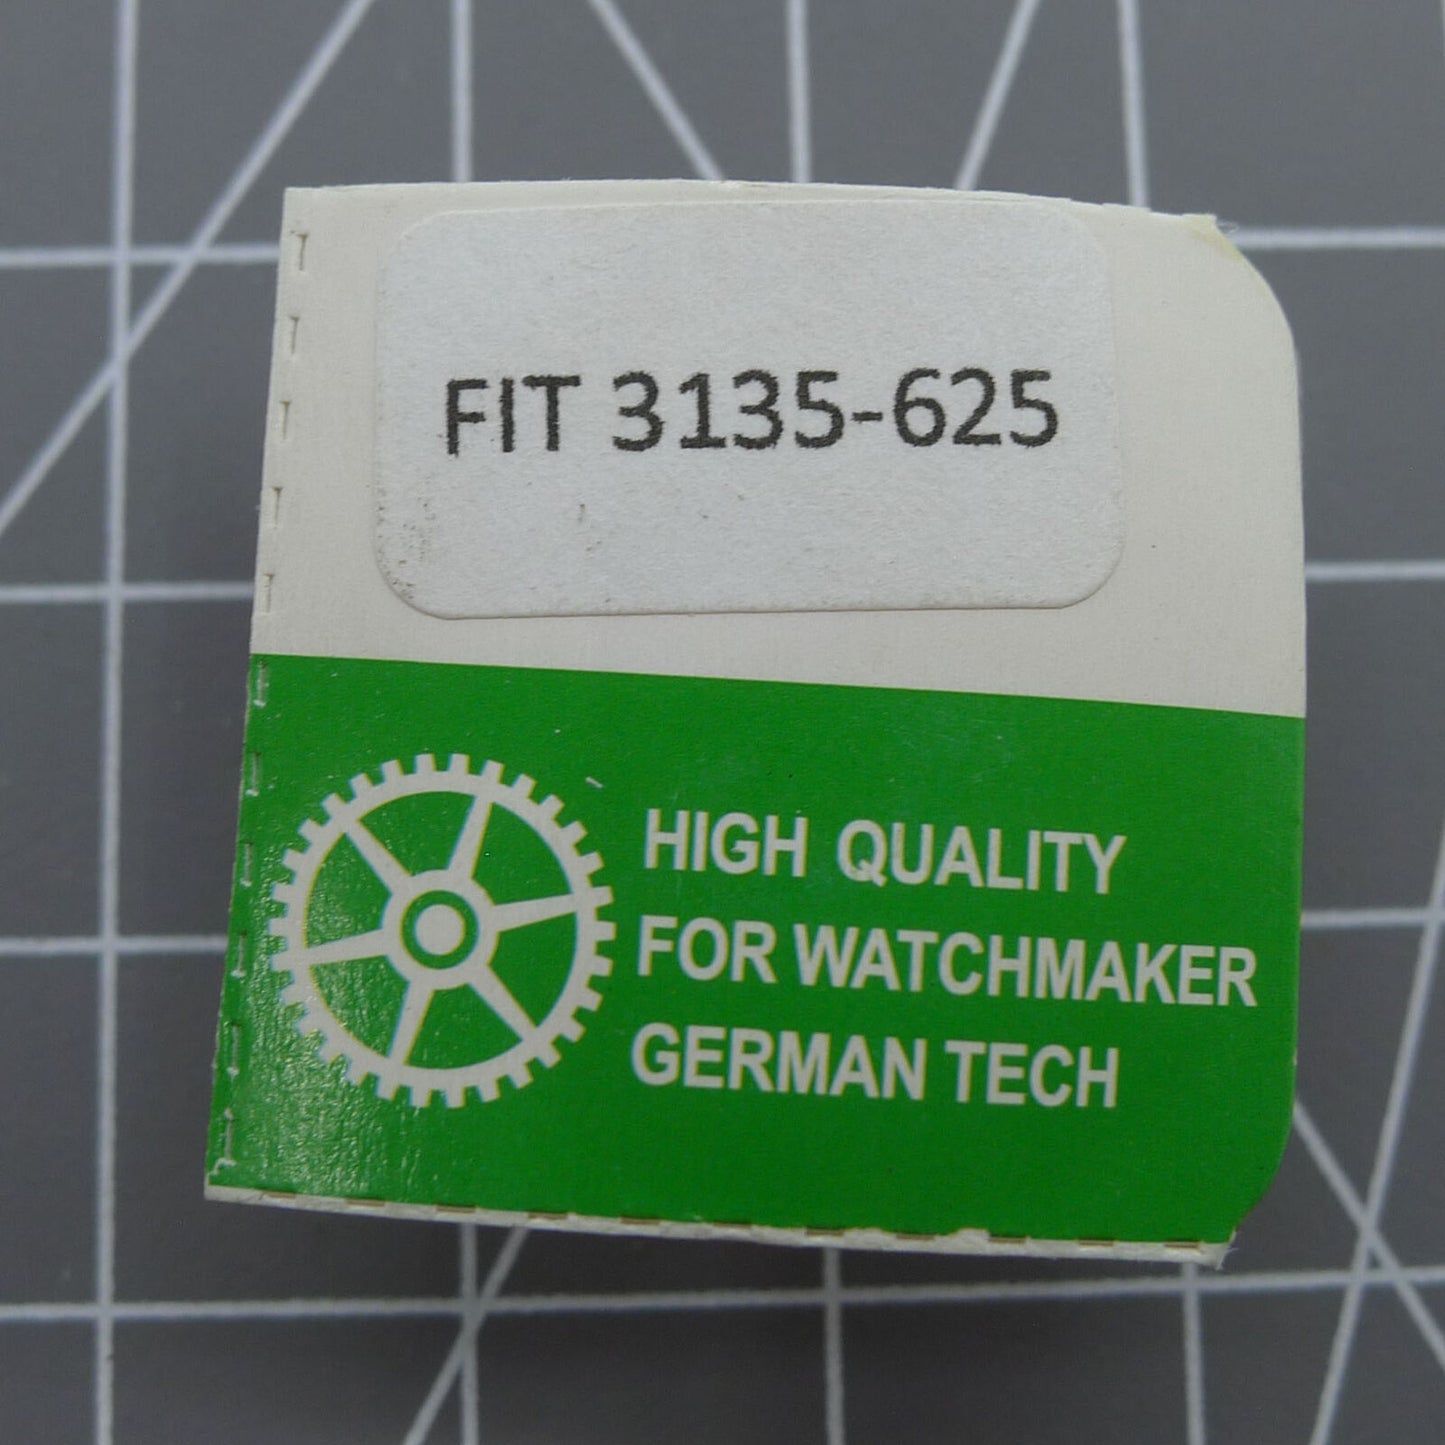 FIT 3135-625
HIGH QUALITY
FOR WATCHMAKER
GERMAN TECH